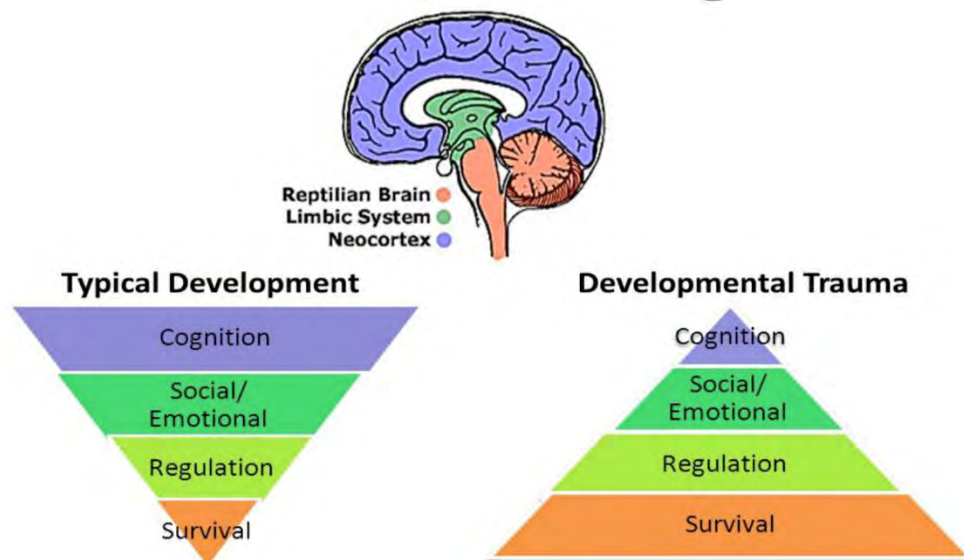 Reptilian Brain
Limbic System
Neocortex
Typical Development
Cognition
Social/
Emotional
Regulation
Survival
Developmental Trauma
Cognition
Social/
Emotional
Regulation
Survival